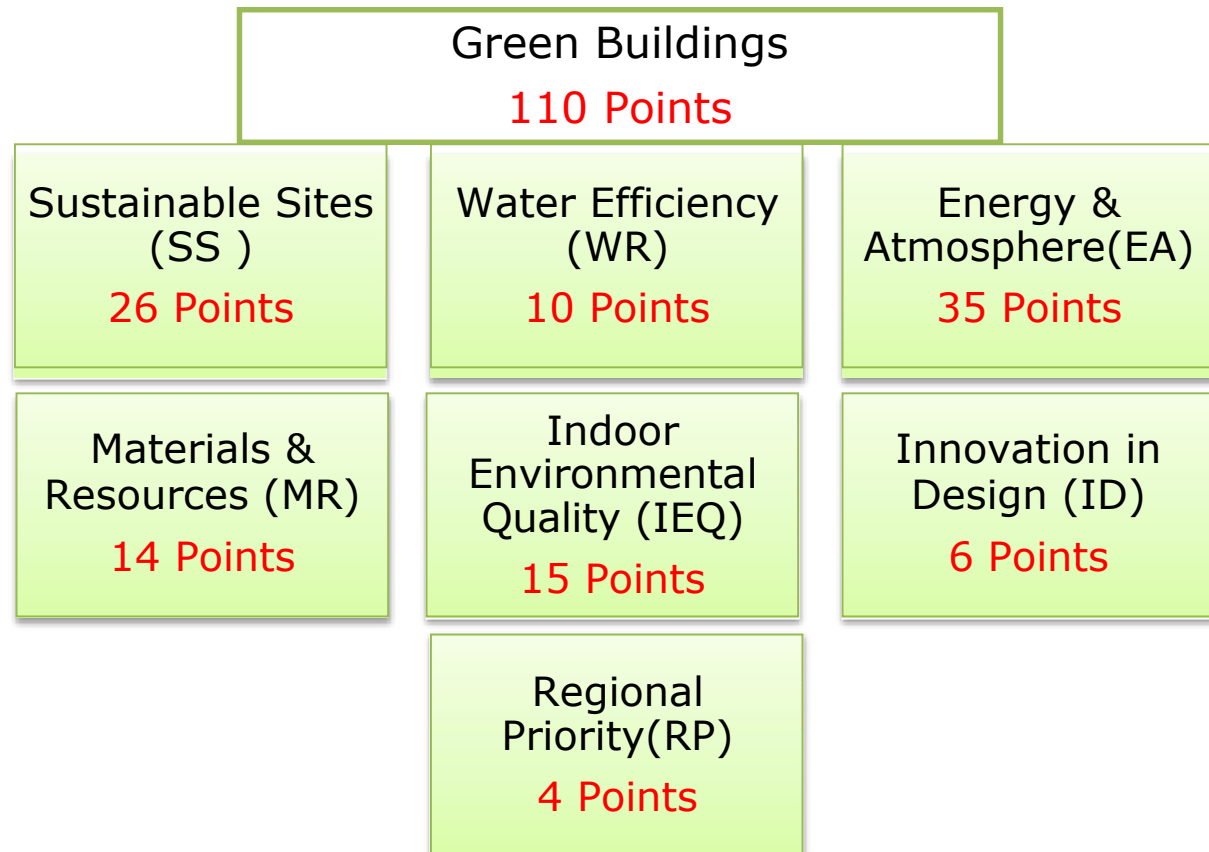 Green Buildings
110 Points
Sustainable Sites
(SS )
26 Points
Water Efficiency
(WR)
10 Points
Energy &
Atmosphere(EA)
35 Points
Materials &
Resources (MR)
14 Points
Indoor
Environmental
Quality (IEQ)
15 Points
Innovation in
Design (ID)
6 Points
Regional
Priority(RP)
4 Points